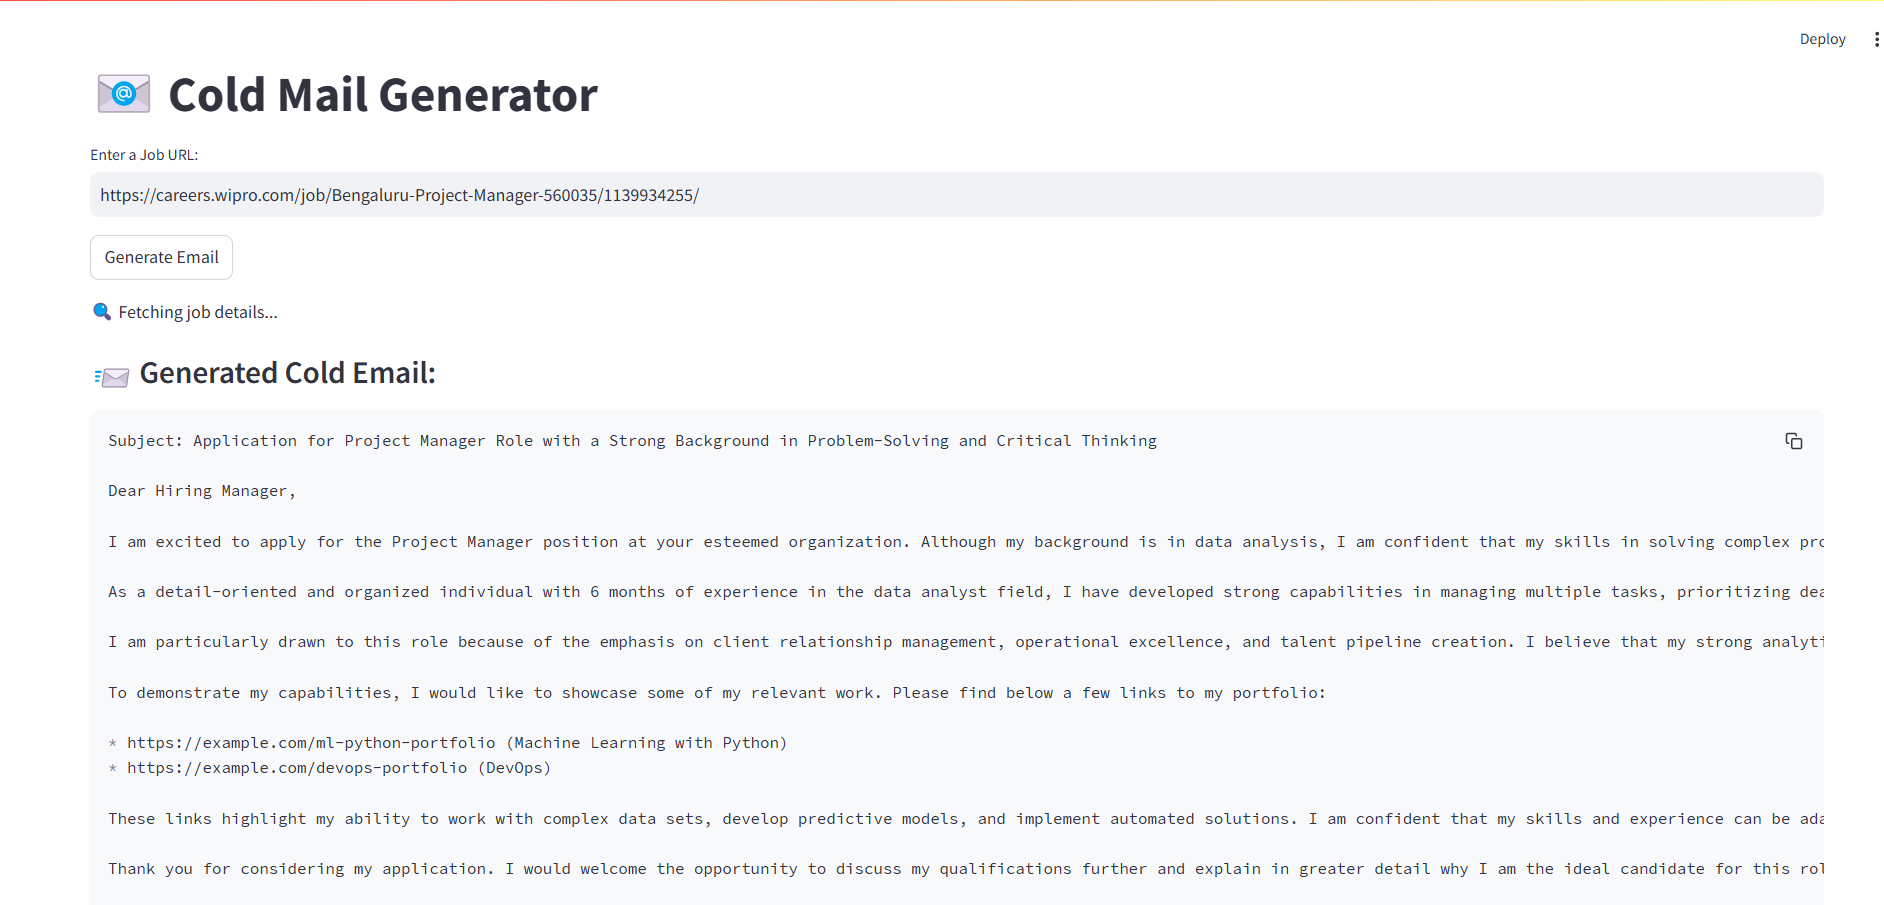 Deploy
Cold Mail Generator
Enter a Job URL:
https://careers.wipro.com/job/Bengaluru-Project-Manager-560035/1139934255/
Generate Email
Fetching job details...
Generated Cold Email:
Subject: Application for Project Manager Role with a Strong Background in Problem-Solving and Critical Thinking
Dear Hiring Manager,
I am excited to apply for the Project Manager position at your esteemed organization. Although my background is in data analysis, I am confident that my skills in solving complex pro
As a detail-oriented and organized individual with 6 months of experience in the data analyst field, I have developed strong capabilities in managing multiple tasks, prioritizing dea
I am particularly drawn to this role because of the emphasis on client relationship management, operational excellence, and talent pipeline creation. I believe that my strong analyti
To demonstrate my capabilities, I would like to showcase some of my relevant work. Please find below a few links to my portfolio:
* https://example.com/ml-python-portfolio (Machine Learning with Python)
* https://example.com/devops-portfolio (DevOps)
These links highlight my ability to work with complex data sets, develop predictive models, and implement automated solutions. I am confident that my skills and experience can be ada
Thank you for considering my application. I would welcome the opportunity to discuss my qualifications further and explain in greater detail why I am the ideal candidate for this rol